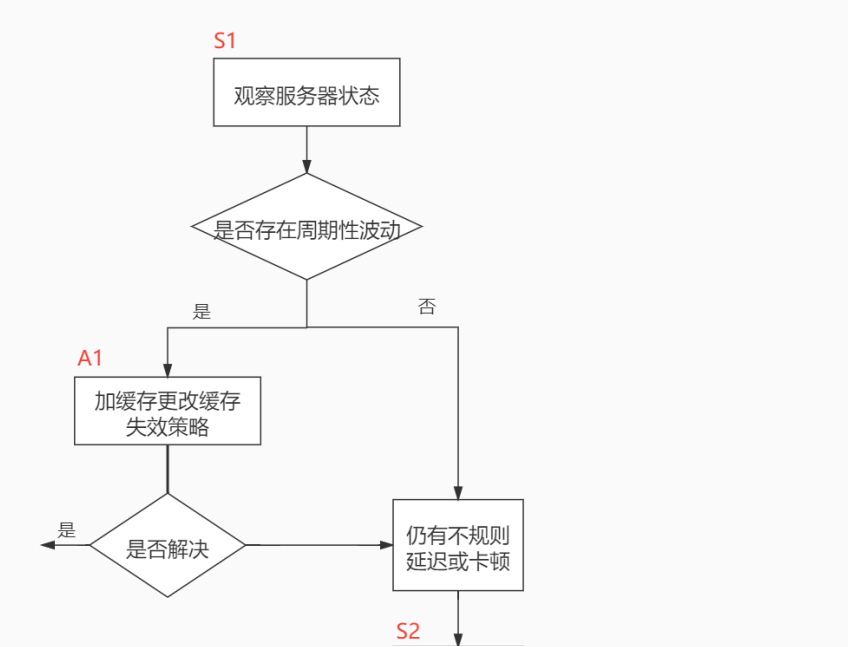 S1
观察服务器状态
是否存在周期性波动
是
否
A1
加缓存更改缓存
失效策略
是
是否解决
仍有不规则
延迟或卡顿
S2